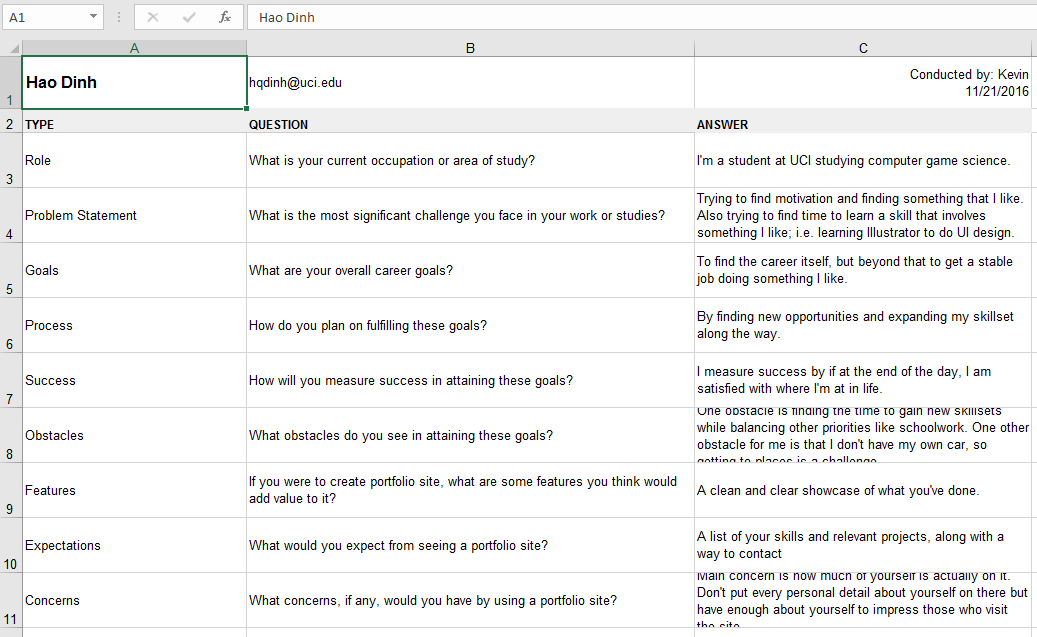 A1
fx
Hao Dinh
A
B
C
1
Hao Dinh
hqdinh@uci.edu
Conducted by: Kevin
11/21/2016
2
TYPE
QUESTION
ANSWER
3
Role
What is your current occupation or area of study?
I'm a student at UCI studying computer game science.
4
Problem Statement
What is the most significant challenge you face in your work or studies?
Trying to find motivation and finding something that I like.
Also trying to find time to learn a skill that involves
something I like; i.e. learning Illustrator to do UI design.
5
Goals
What are your overall career goals?
To find the career itself, but beyond that to get a stable
job doing something I like.
6
Process
How do you plan on fulfilling these goals?
By finding new opportunities and expanding my skillset
along the way.
7
Success
How will you measure success in attaining these goals?
I measure success by if at the end of the day, I am
satisfied with where I'm at in life.
8
Obstacles
What obstacles do you see in attaining these goals?
One obstacle is finding the time to gain new skillsets
while balancing other priorities like schoolwork. One other
obstacle for me is that I don't have my own car, so
getting to places is a challenge
9
Features
If you were to create portfolio site, what are some features you think would
add value to it?
A clean and clear showcase of what you've done.
10
Expectations
What would you expect from seeing a portfolio site?
A list of your skills and relevant projects, along with a
way to contact
11
Concerns
What concerns, if any, would you have by using a portfolio site?
Main concern is how much of yourself is actually on it.
Don't put every personal detail about yourself on there but
have enough about yourself to impress those who visit
the site